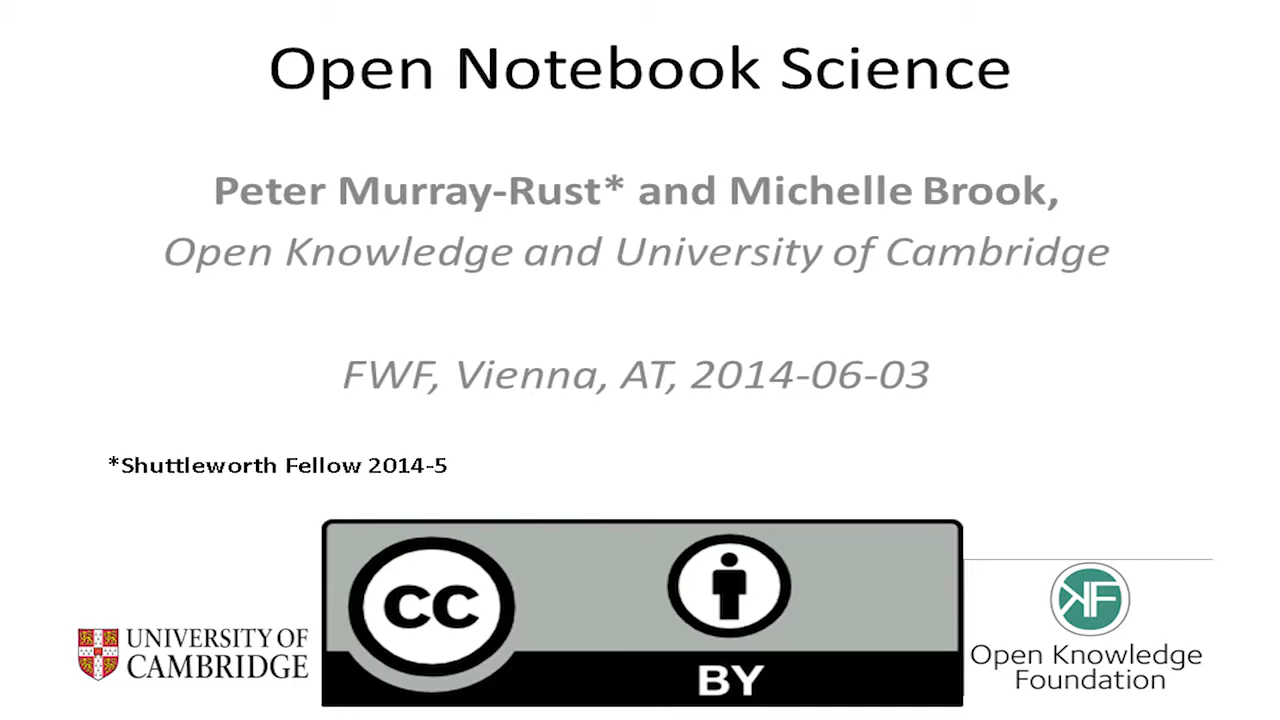 Open Notebook Science
Peter Murray-Rust* and Michelle Brook,
Open Knowledge and University of Cambridge
FWF, Vienna, AT, 2014-06-03
*Shuttleworth Fellow 2014-5
UNIVERSITY OF
CAMBRIDGE
CC
BY
KF
Open Knowledge
Foundation